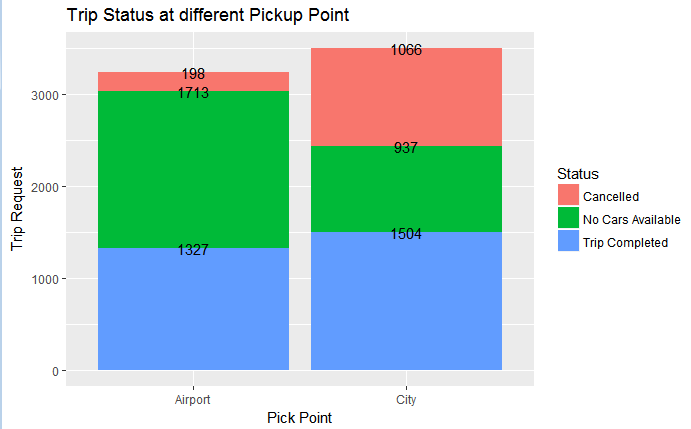 Trip Status at different Pickup Point
Trip Request
3000
2000
1000
0
198
1713
1327
1066
937
1504
Airport
City
Pick Point
Status
Cancelled
No Cars Available
Trip Completed